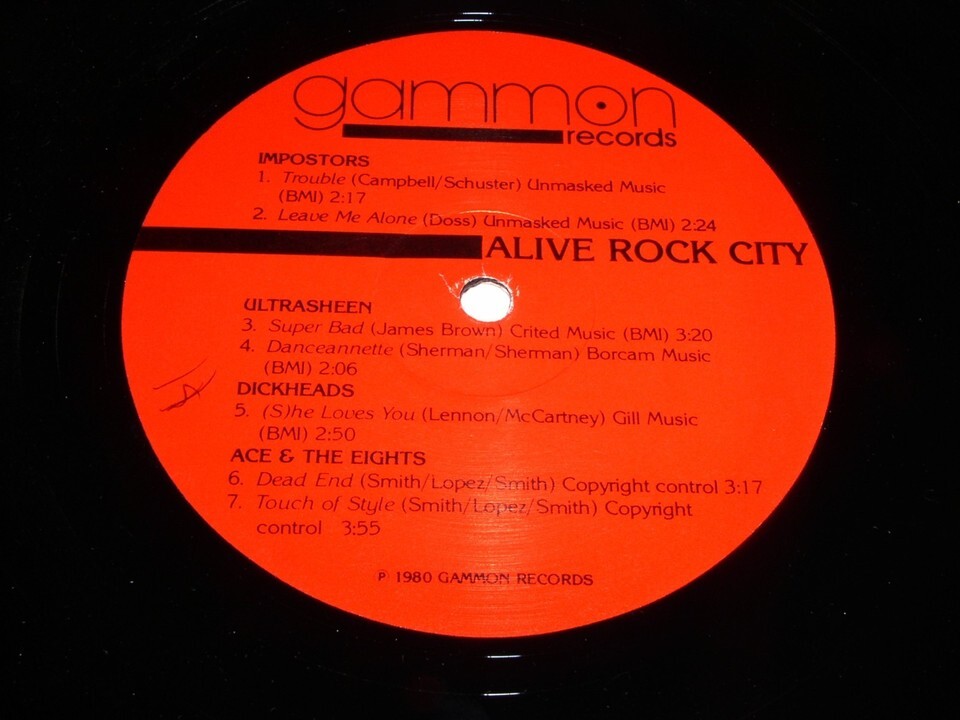 gammon
records
IMPOSTORS
1. Trouble (Campbell/Schuster) Unmasked Music
(BMI) 2:17
2. Leave Me Alone (Doss) Unmasked Music (BMI) 2:24
ALIVE ROCK CITY
ULTRASHEEN
3. Super Bad (James Brown) Crited Music (BMI) 3:20
4. Danceannette (Sherman/Sherman) Borcam Music
(BMI) 2:06
DICKHEADS
5. (S)he Loves You (Lennon/McCartney) Gill Music
(BMI) 2:50
ACE & THE EIGHTS
6. Dead End (Smith/Lopez/Smith) Copyright control 3:17
7. Touch of Style (Smith/Lopez/Smith) Copyright
control 3:55
℗ 1980 GAMMON RECORDS